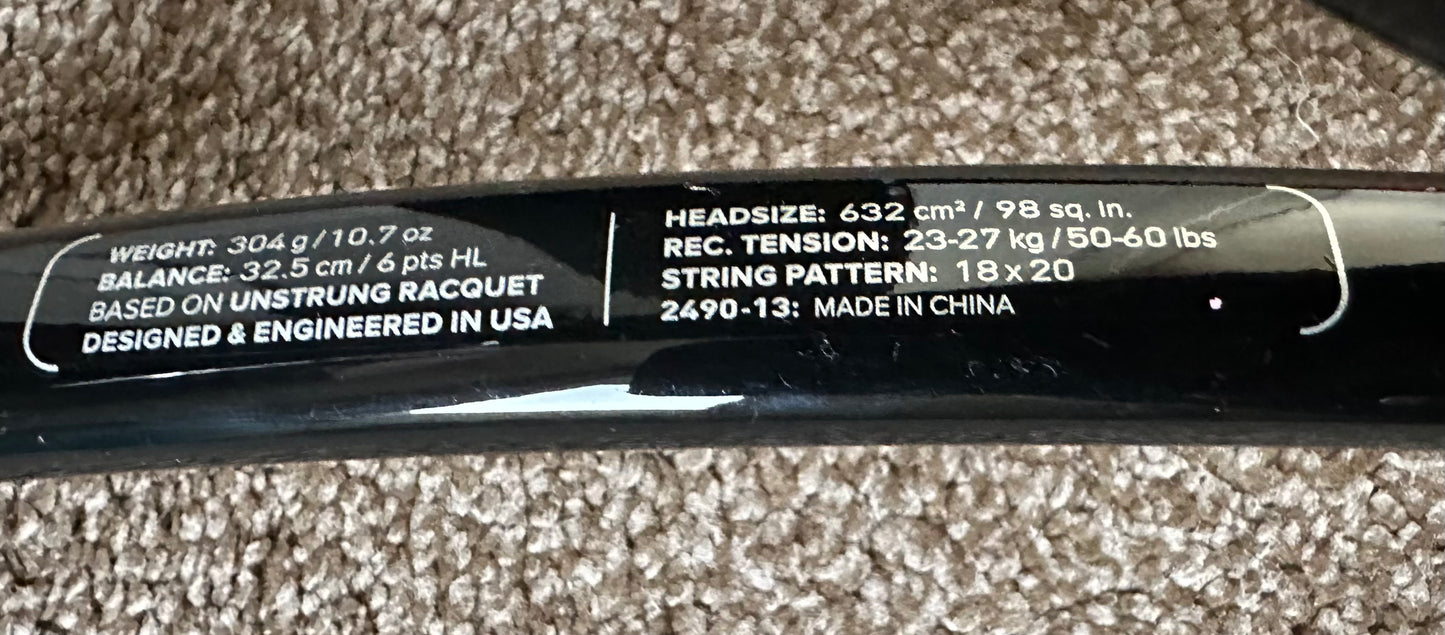 WEIGHT: 304 g / 10.7 oz
BALANCE: 32.5 cm / 6 pts HL
BASED ON UNSTRUNG RACQUET
DESIGNED & ENGINEERED IN USA
HEADSIZE: 632 cm² / 98 sq. in.
REC. TENSION: 23-27 kg / 50-60 lbs
STRING PATTERN: 18 x 20
2490-13: MADE IN CHINA